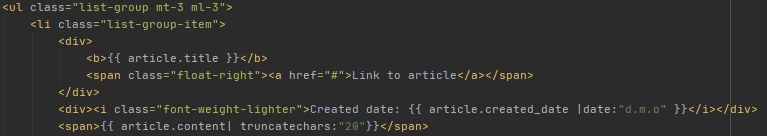 <ul class="list-group mt-3 ml-3">
<li class="list-group-item">
<div>
<b>{{ article.title }}</b>
<span class="float-right"><a href="#">Link to article</a></span>
</div>
<div><i class="font-weight-lighter">Created date: {{ article.created_date |date:"d.m.o" }}</i></div>
<span>{{ article.content| truncatechars:"20"}}</span>